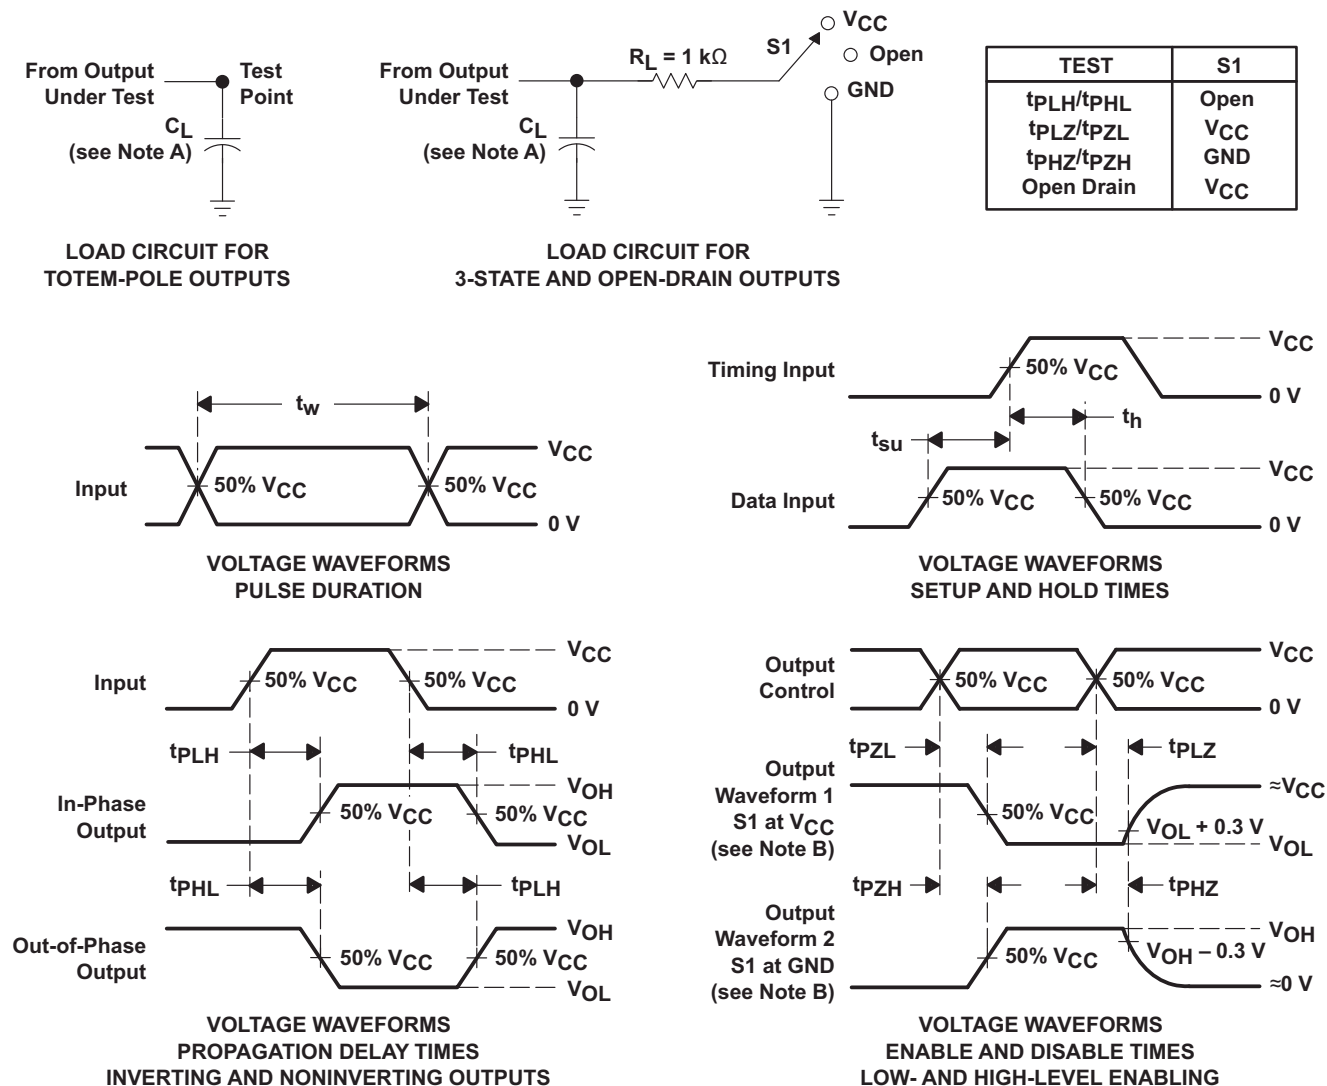 From Output
Under Test
Test
Point
CL
(see Note A)
LOAD CIRCUIT FOR
TOTEM-POLE OUTPUTS
From Output
Under Test
RL = 1 kΩ
S1
VCC
Open
GND
CL
(see Note A)
LOAD CIRCUIT FOR
3-STATE AND OPEN-DRAIN OUTPUTS
TEST S1
tPLH/tPHL Open
tPLZ/tPZL VCC
tPHZ/tPZH GND
Open Drain VCC
tw
Input
50% VCC
50% VCC
VCC
0 V
VOLTAGE WAVEFORMS
PULSE DURATION
Timing Input
50% VCC
VCC
0 V
tsu
th
Data Input
50% VCC
50% VCC
VCC
0 V
VOLTAGE WAVEFORMS
SETUP AND HOLD TIMES
Input
50% VCC
50% VCC
VCC
0 V
tPLH
tPHL
In-Phase
Output
50% VCC
50% VCC
VOH
VOL
tPHL
tPLH
Out-of-Phase
Output
50% VCC
50% VCC
VOH
VOL
VOLTAGE WAVEFORMS
PROPAGATION DELAY TIMES
INVERTING AND NONINVERTING OUTPUTS
Output
Control
50% VCC
50% VCC
VCC
0 V
tPZL
tPLZ
Output
Waveform 1
S1 at VCC
(see Note B)
50% VCC
VOL + 0.3 V
≈VCC
VOL
tPZH
tPHZ
Output
Waveform 2
S1 at GND
(see Note B)
50% VCC
VOH – 0.3 V
VOH
≈0 V
VOLTAGE WAVEFORMS
ENABLE AND DISABLE TIMES
LOW- AND HIGH-LEVEL ENABLING